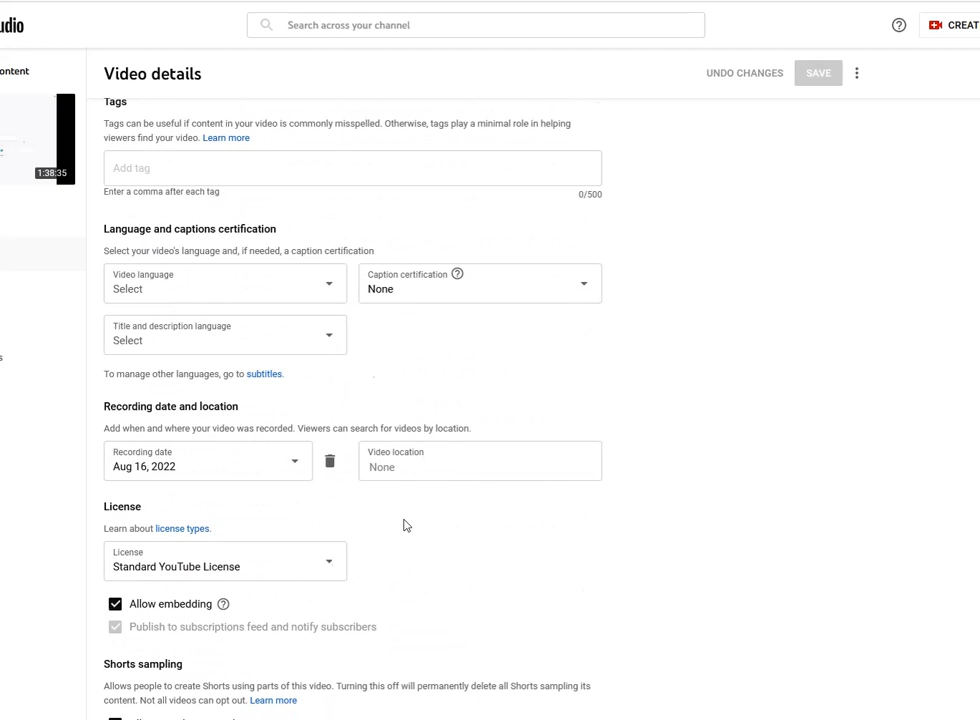 udio
Search across your channel
CREAT
ontent
Video details
UNDO CHANGES
SAVE
Tags
Tags can be useful if content in your video is commonly misspelled. Otherwise, tags play a minimal role in helping
viewers find your video. Learn more
1:38:35
Add tag
Enter a comma after each tag
0/500
Language and captions certification
Select your video's language and, if needed, a caption certification
Video language
Select
Caption certification
None
Title and description language
Select
s
To manage other languages, go to subtitles.
Recording date and location
Add when and where your video was recorded. Viewers can search for videos by location.
Recording date
Aug 16, 2022
Video location
None
License
Learn about license types.
License
Standard YouTube License
Allow embedding
Publish to subscriptions feed and notify subscribers
Shorts sampling
Allows people to create Shorts using parts of this video. Turning this off will permanently delete all Shorts sampling its
content. Not all videos can opt out. Learn more